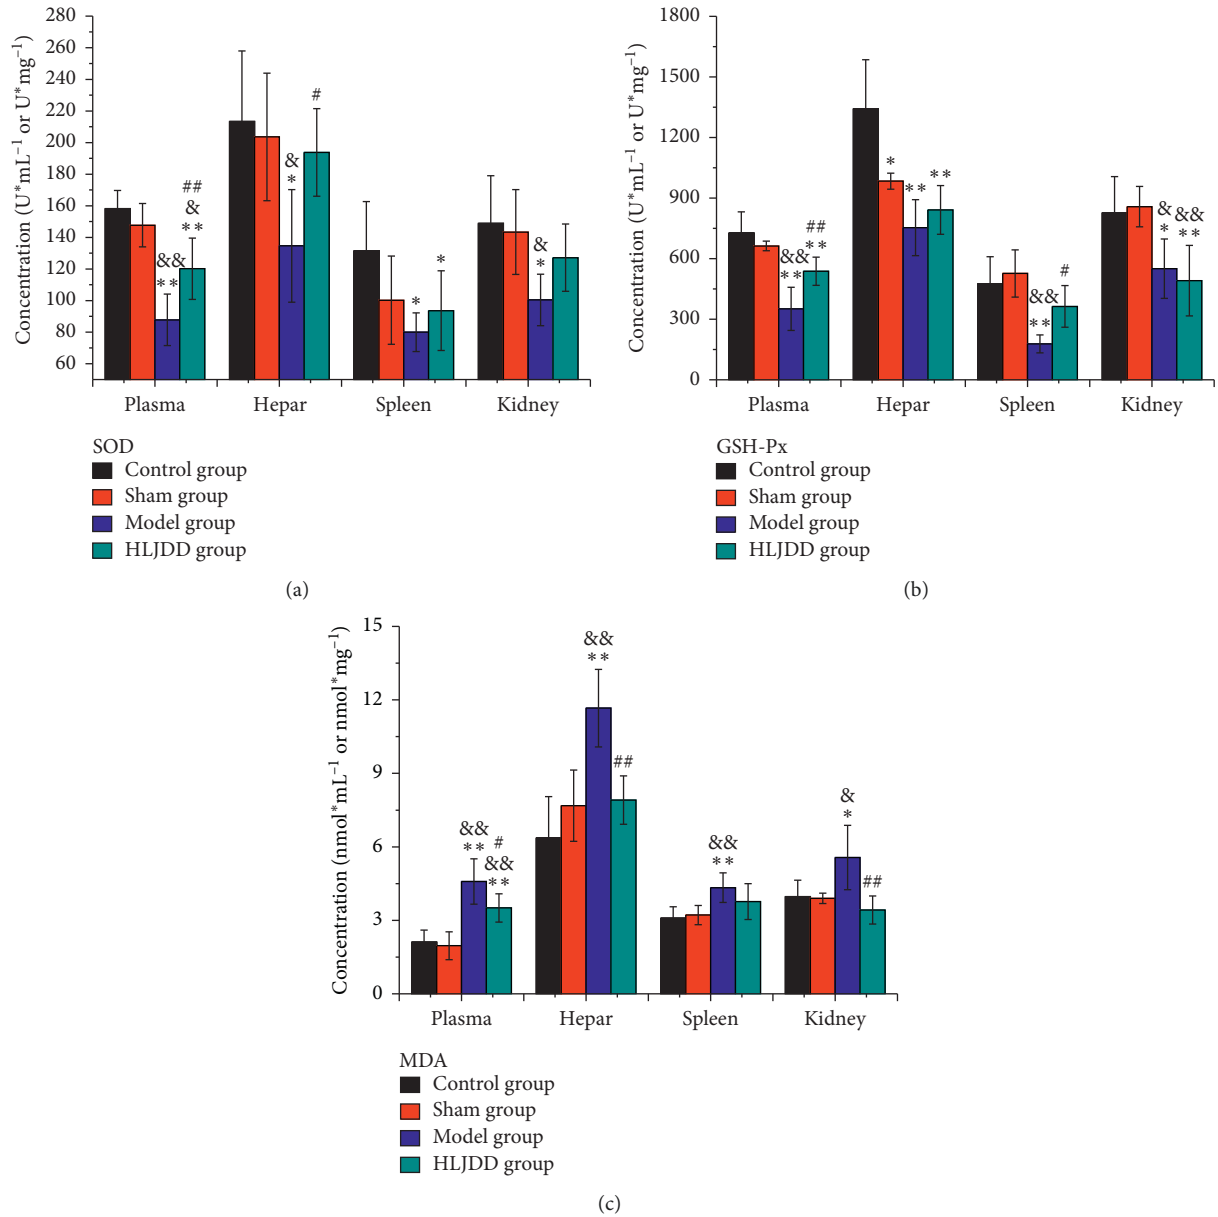 Concentration (U*mL⁻¹ or U*mg⁻¹)
280
260
240
220
200
180
160
140
120
100
80
60
&&
**
##
&
**
&
*
#
*
*
&
*
Plasma Hepar Spleen Kidney
SOD
Control group
Sham group
Model group
HLJDD group
(a)
Concentration (U*mL⁻¹ or U*mg⁻¹)
1800
1500
1200
900
600
300
0
&&
**
##
**
*
**
**
&&
**
#
&
*
&&
**
Plasma Hepar Spleen Kidney
GSH-Px
Control group
Sham group
Model group
HLJDD group
(b)
Concentration (nmol*mL⁻¹ or nmol*mg⁻¹)
15
12
9
6
3
0
&&
**
#
&&
**
&&
**
##
&&
**
&
*
##
Plasma Hepar Spleen Kidney
MDA
Control group
Sham group
Model group
HLJDD group
(c)